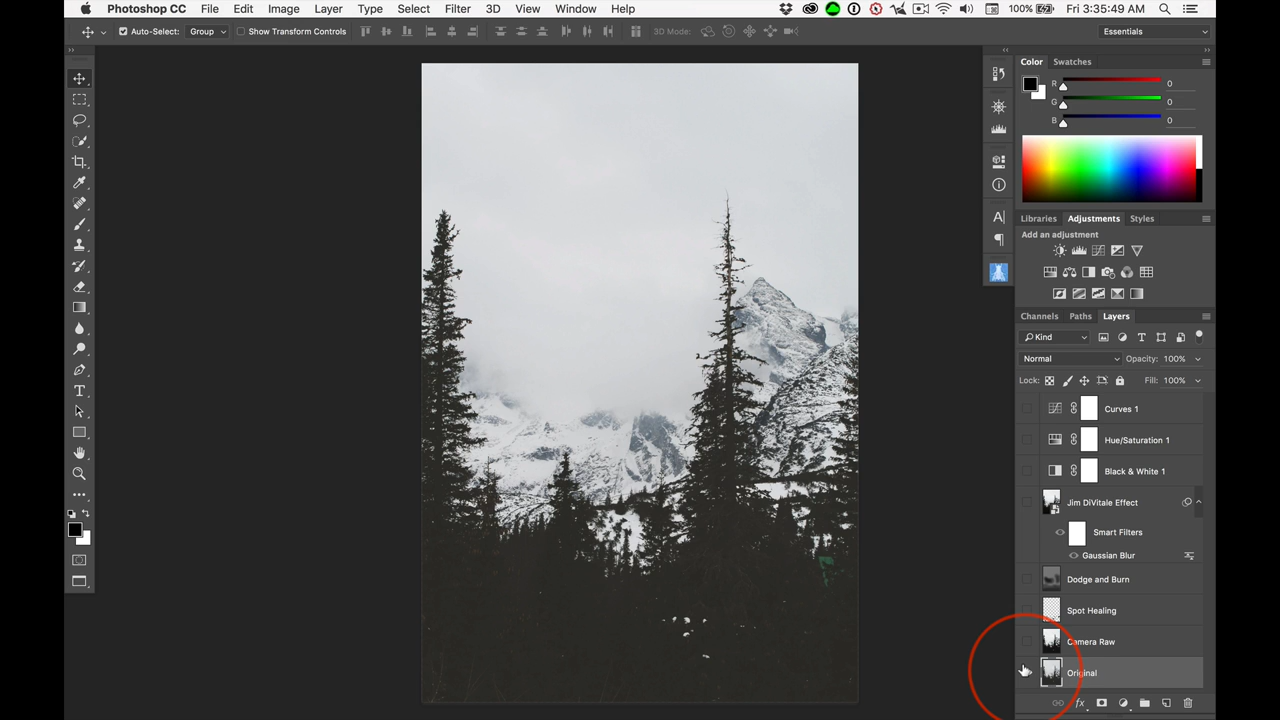 Photoshop CC File Edit Image Layer Type Select Filter 3D View Window Help 100% Fri 3:35:49 AM
Auto-Select: Group Show Transform Controls 3D Mode: Essentials
Color Swatches
R 0
G 0
B 0
Libraries Adjustments Styles
Add an adjustment
Channels Paths Layers
Kind
Normal Opacity: 100%
Lock: Fill: 100%
Curves 1
Hue/Saturation 1
Black & White 1
Jim DiVitale Effect
Smart Filters
Gaussian Blur
Dodge and Burn
Spot Healing
Camera Raw
Original
fx